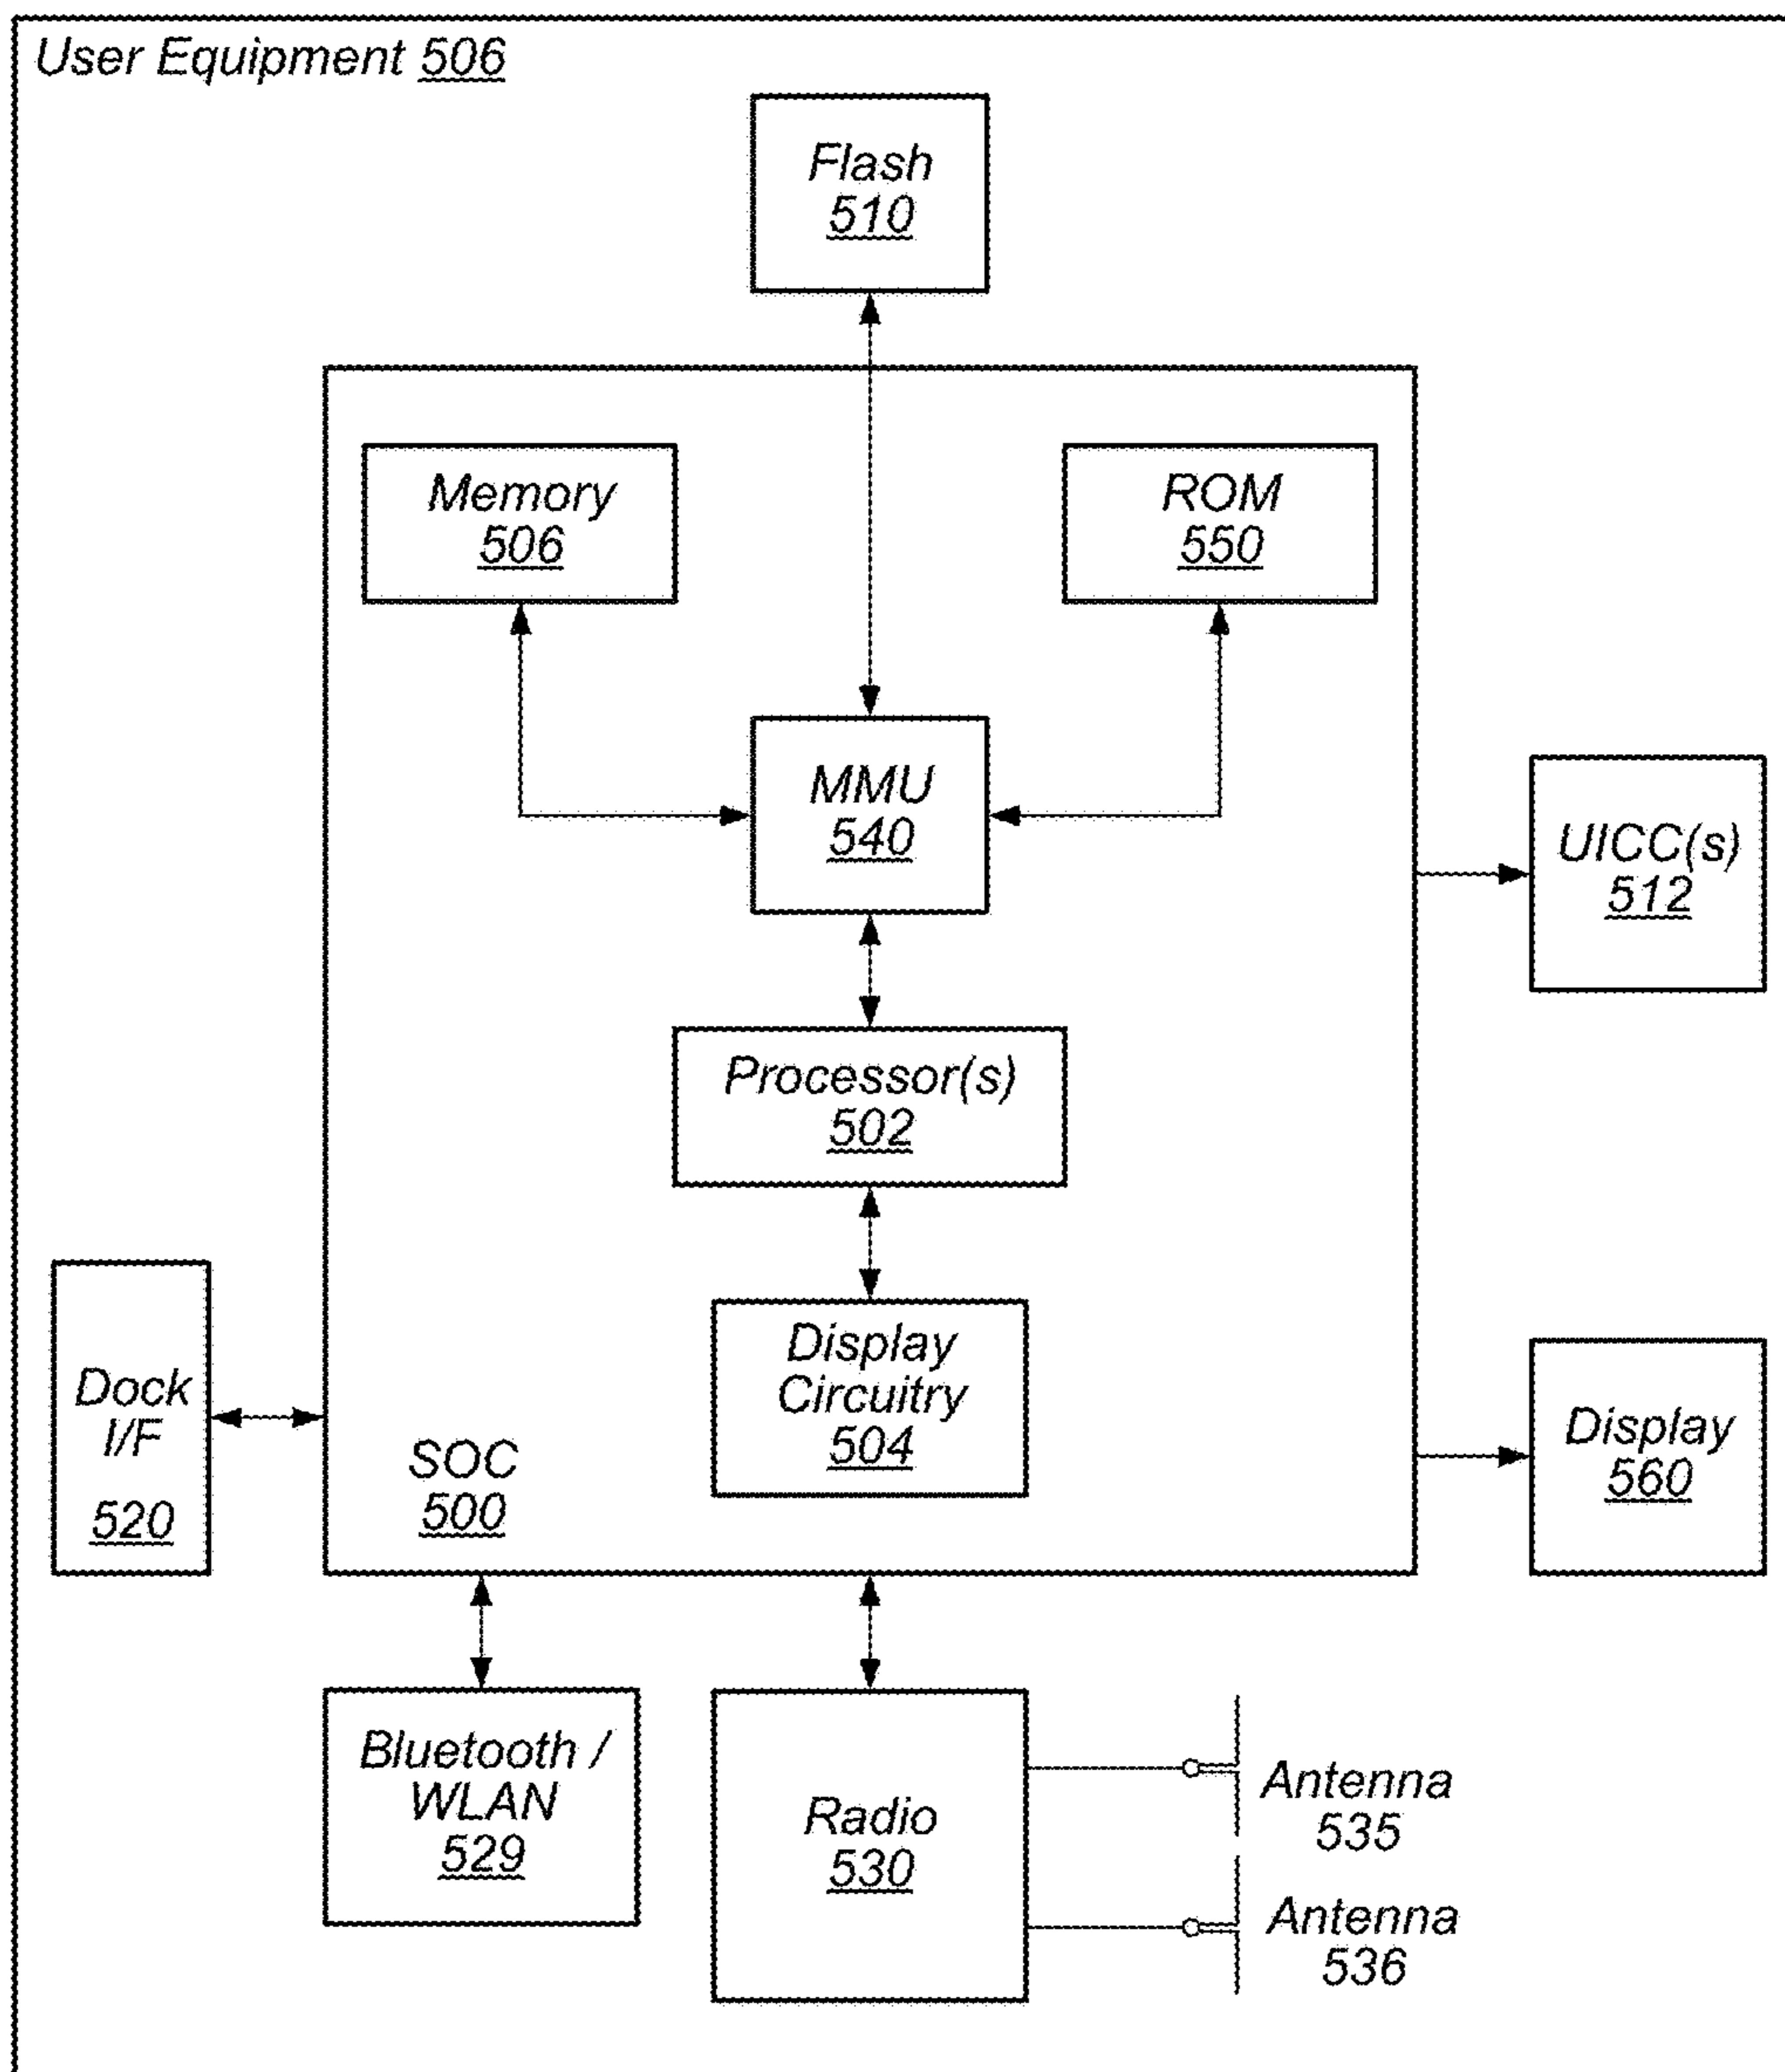 User Equipment 506
Flash
510
Memory
506
ROM
550
MMU
540
UICC(s)
512
Processor(s)
502
Display
Circuitry
504
Dock
I/F
520
SOC
500
Display
560
Bluetooth /
WLAN
529
Radio
530
Antenna
535
Antenna
536